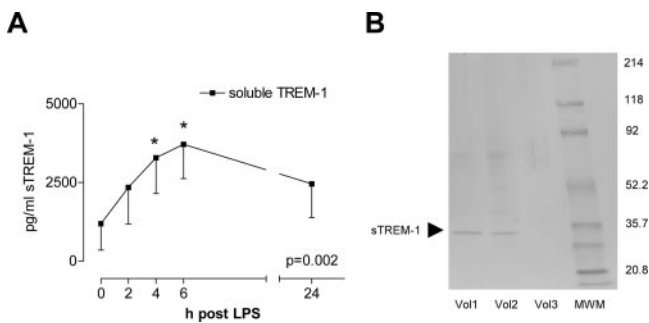 A
soluble TREM-1
pg/ml sTREM-1
5000
2500
0
* *
p=0.002
0 2 4 6 24
h post LPS
B
214
118
92
52.2
35.7
20.8
sTREM-1
Vol1 Vol2 Vol3 MWM